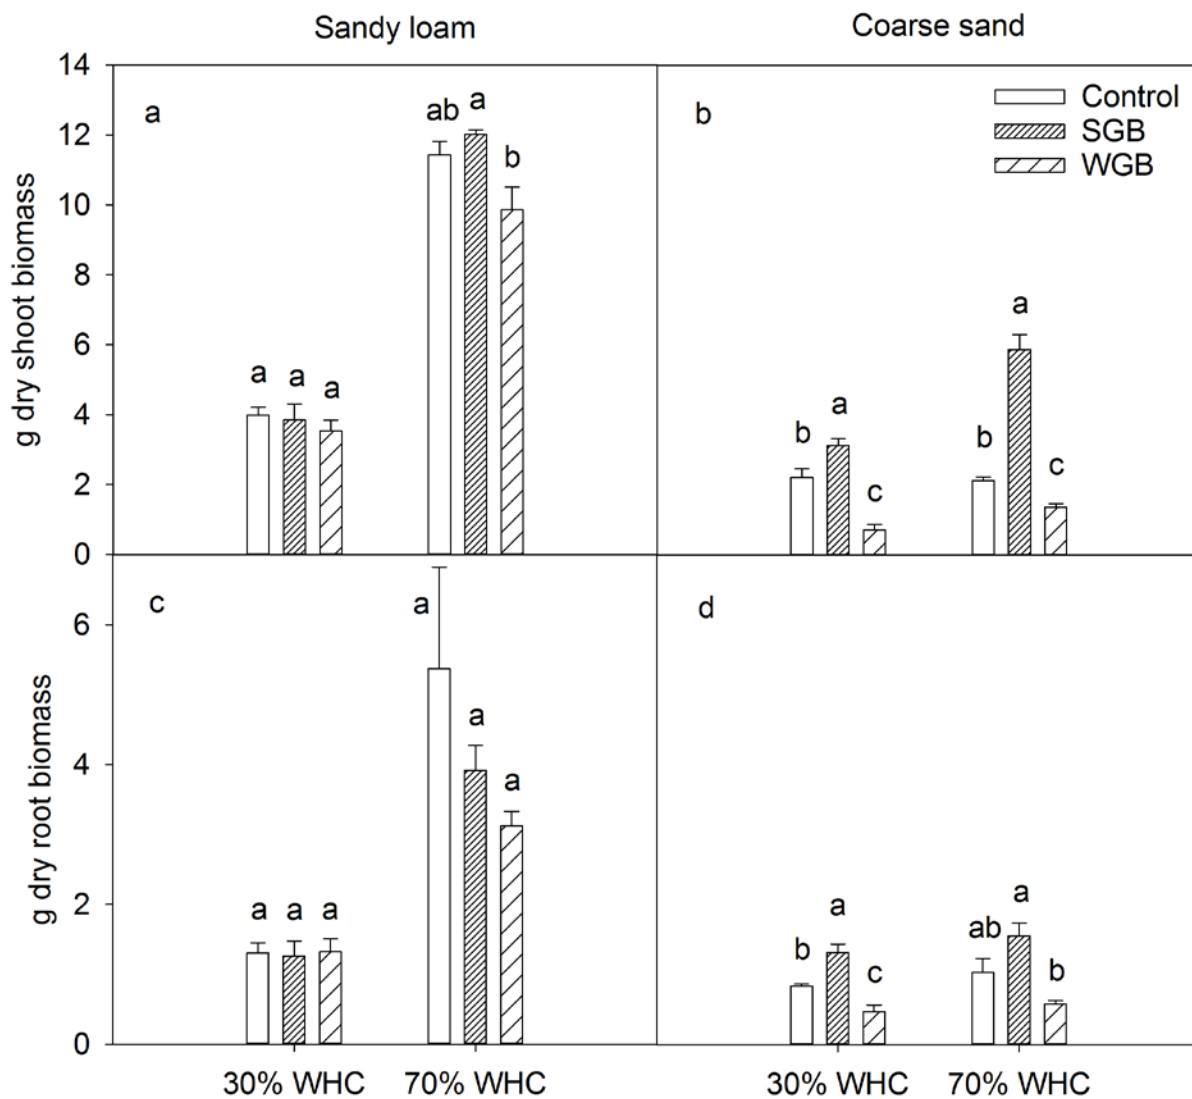 Sandy loam
Coarse sand
g dry shoot biomass
14
12
10
8
6
4
2
0
a
a a a
ab a b
b
Control
SGB
WGB
b a c
b a c
g dry root biomass
6
4
2
0
c
a a a
a a a
d
b a c
ab a b
30% WHC 70% WHC
30% WHC 70% WHC